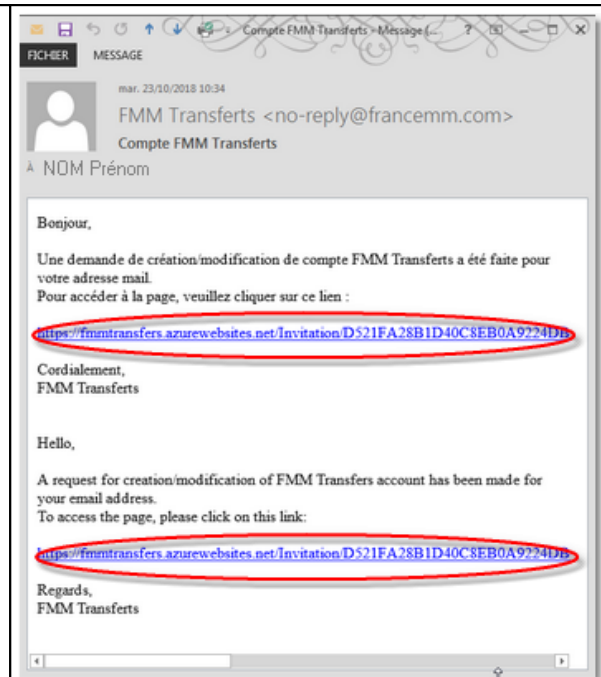 Compte FMM Transferts - Message (...
FICHIER MESSAGE
mar. 23/10/2018 10:34
FMM Transferts <no-reply@francemm.com>
Compte FMM Transferts
À NOM Prénom
Bonjour,
Une demande de création/modification de compte FMM Transferts a été faite pour
votre adresse mail.
Pour accéder à la page, veuillez cliquer sur ce lien :
https://fmmtransfers.azurewebsites.net/Invitation/D521FA28B1D40C8EB0A9224DB
Cordialement,
FMM Transferts
Hello,
A request for creation/modification of FMM Transfers account has been made for
your email address.
To access the page, please click on this link:
https://fmmtransfers.azurewebsites.net/Invitation/D521FA28B1D40C8EB0A9224DB
Regards,
FMM Transferts